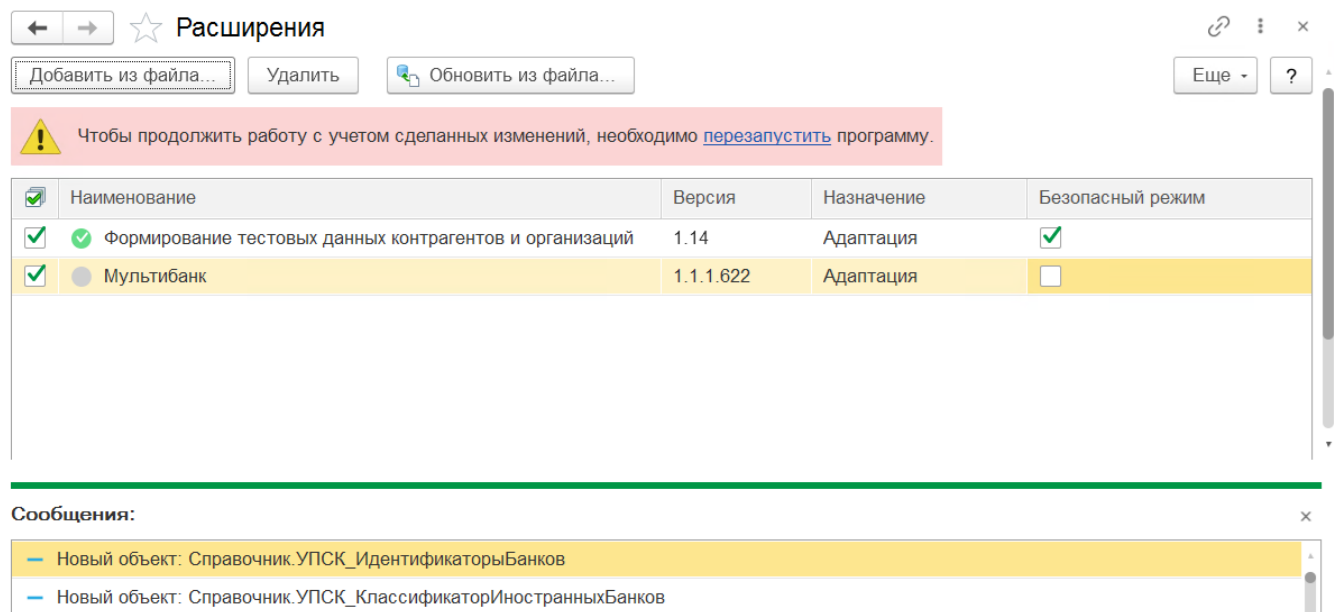 Расширения
Добавить из файла... Удалить Обновить из файла... Еще ?
Чтобы продолжить работу с учетом сделанных изменений, необходимо перезапустить программу.
Наименование Версия Назначение Безопасный режим
Формирование тестовых данных контрагентов и организаций 1.14 Адаптация
Мультибанк 1.1.1.622 Адаптация
Сообщения:
Новый объект: Справочник.УПСК_ИдентификаторыБанков
Новый объект: Справочник.УПСК_КлассификаторИностранныхБанков